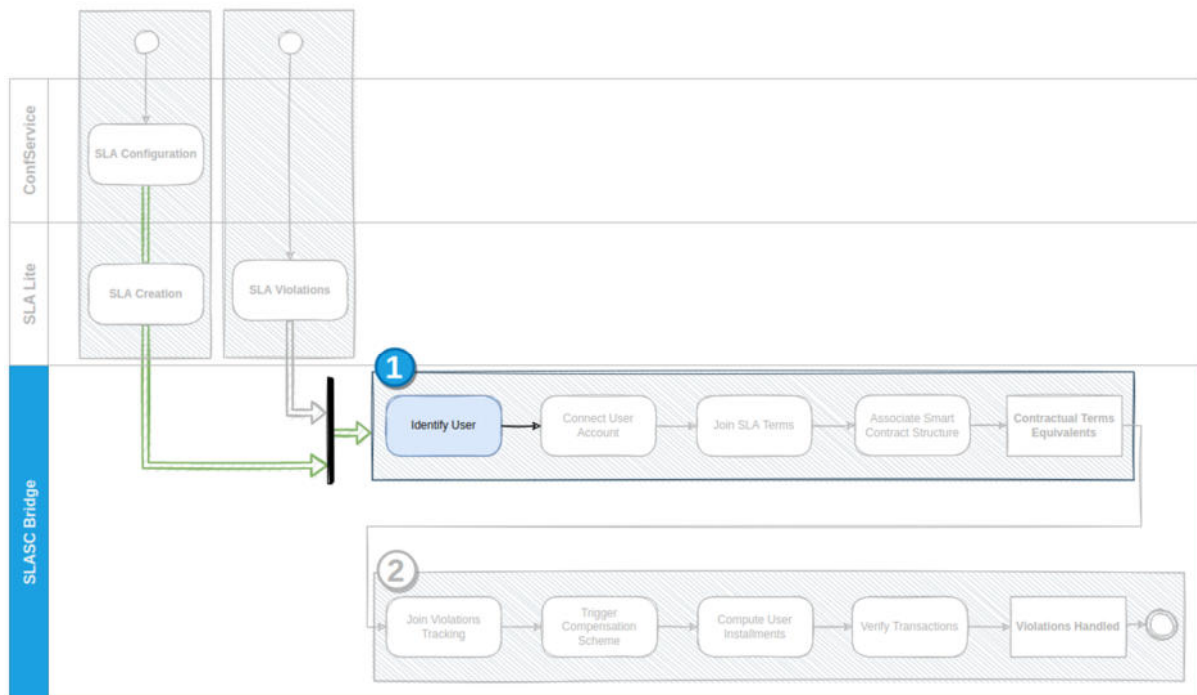 ConfService
SLA Configuration
SLA Lite
SLA Creation
SLA Violations
SLASC Bridge
1
Identify User
Connect User
Account
Join SLA Terms
Associate Smart
Contract Structure
Contractual Terms
Equivalents
2
Join Violations
Tracking
Trigger
Compensation
Scheme
Compute User
Installments
Verify Transactions
Violations Handled